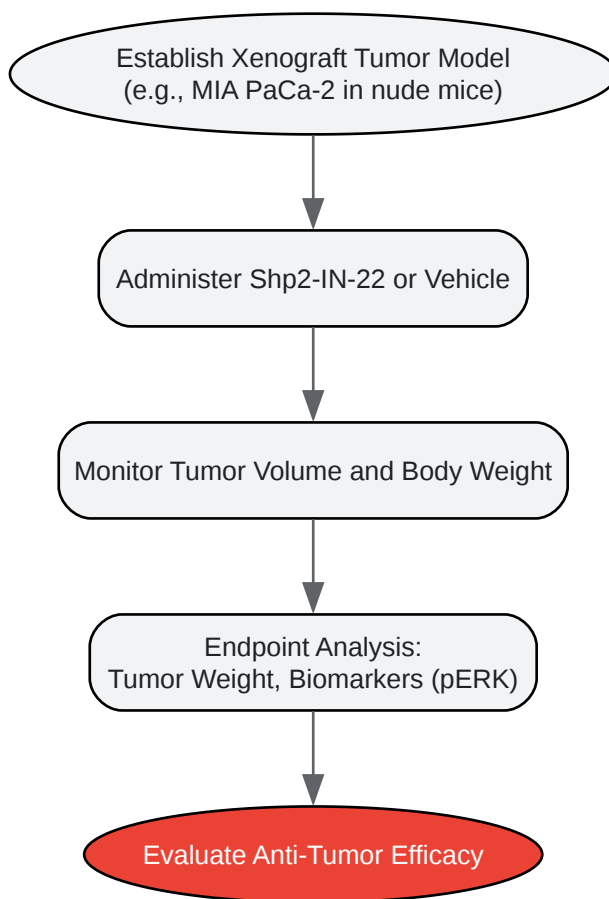 Establish Xenograft Tumor Model
(e.g., MIA PaCa-2 in nude mice)
Administer Shp2-IN-22 or Vehicle
Monitor Tumor Volume and Body Weight
Endpoint Analysis:
Tumor Weight, Biomarkers (pERK)
Evaluate Anti-Tumor Efficacy